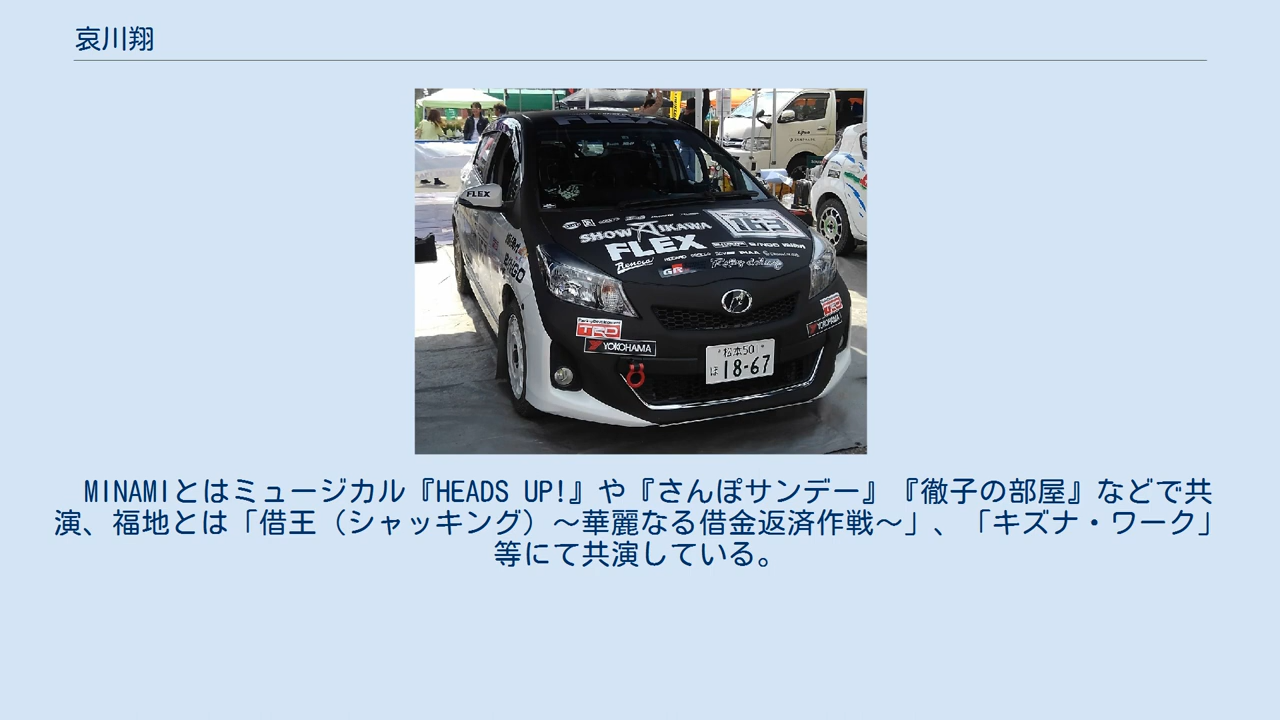 哀川翔
FLEX
SHOW AIKAWA
FLEX
GR
TRD
YOKOHAMA
TRD
YOKOHAMA
松本501
ほ 18-67
MINAMIとはミュージカル『HEADS UP!』や『さんぽサンデー』『徹子の部屋』などで共
演、福地とは「借王（シャッキング）～華麗なる借金返済作戦～」、「キズナ・ワーク」
等にて共演している。